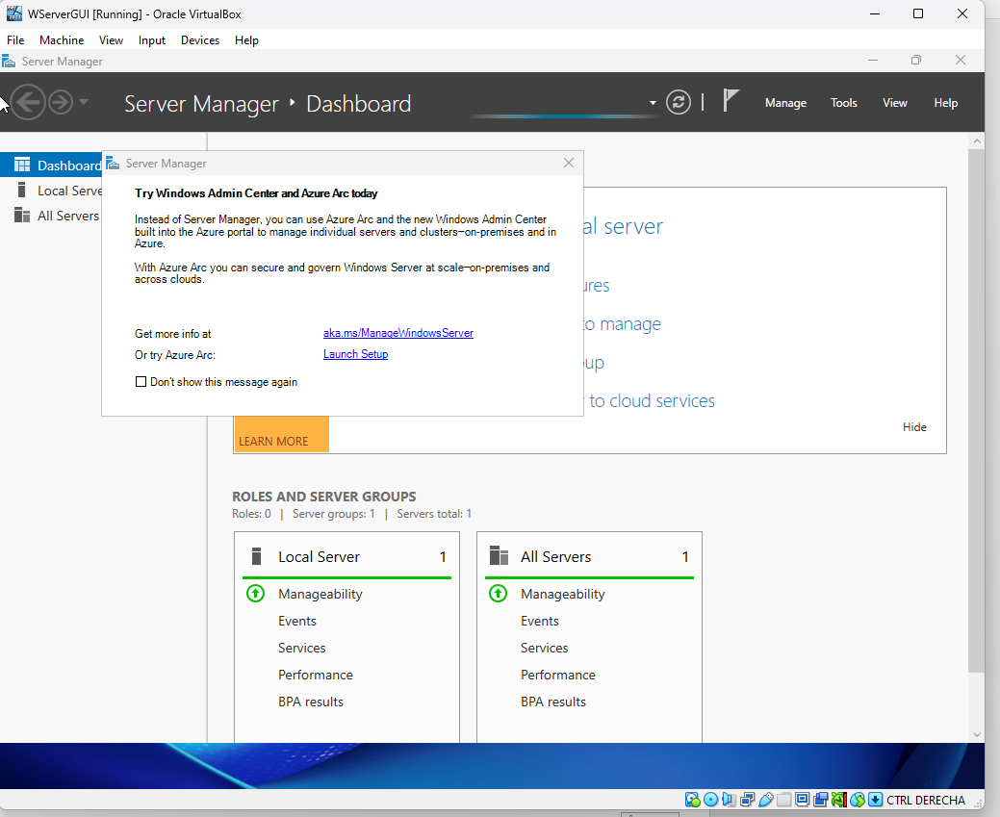 WServerGUI [Running] - Oracle VirtualBox
File Machine View Input Devices Help
Server Manager
Server Manager Dashboard
Manage Tools View Help
Dashboard
Local Serve
All Servers
Server Manager
Try Windows Admin Center and Azure Arc today
Instead of Server Manager, you can use Azure Arc and the new Windows Admin Center
built into the Azure portal to manage individual servers and clusters—on-premises and in
Azure.
With Azure Arc you can secure and govern Windows Server at scale—on-premises and
across clouds.
Get more info at aka.ms/ManageWindowsServer
Or try Azure Arc: Launch Setup
Don't show this message again
al server
ures
to manage
oup
to cloud services
Hide
LEARN MORE
ROLES AND SERVER GROUPS
Roles: 0 | Server groups: 1 | Servers total: 1
Local Server 1
Manageability
Events
Services
Performance
BPA results
All Servers 1
Manageability
Events
Services
Performance
BPA results
CTRL DERECHA